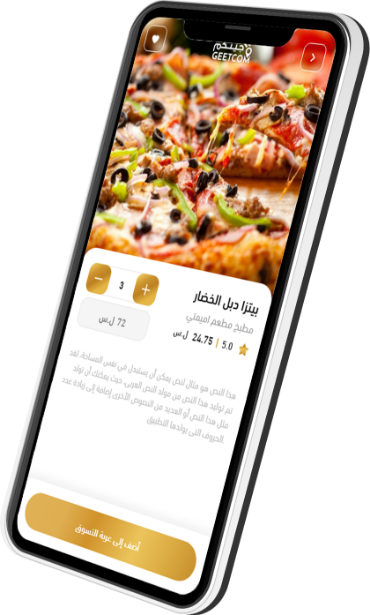 جيتكم
GEETCOM
بيتزا دبل الخضار
3
مطبخ مطعم اميملي
5.0 | 24.75 ل.س
72 ل.س
هذا النص هو مثال لنص يمكن أن يستبدل في نفس المساحة، لقد
تم توليد هذا النص من مولد النص العربي، حيث يمكنك أن تولد
مثل هذا النص أو العديد من النصوص الأخرى إضافة إلى زيادة عدد
الحروف التى يولدها التطبيق.
أضف إلى عربة التسوق